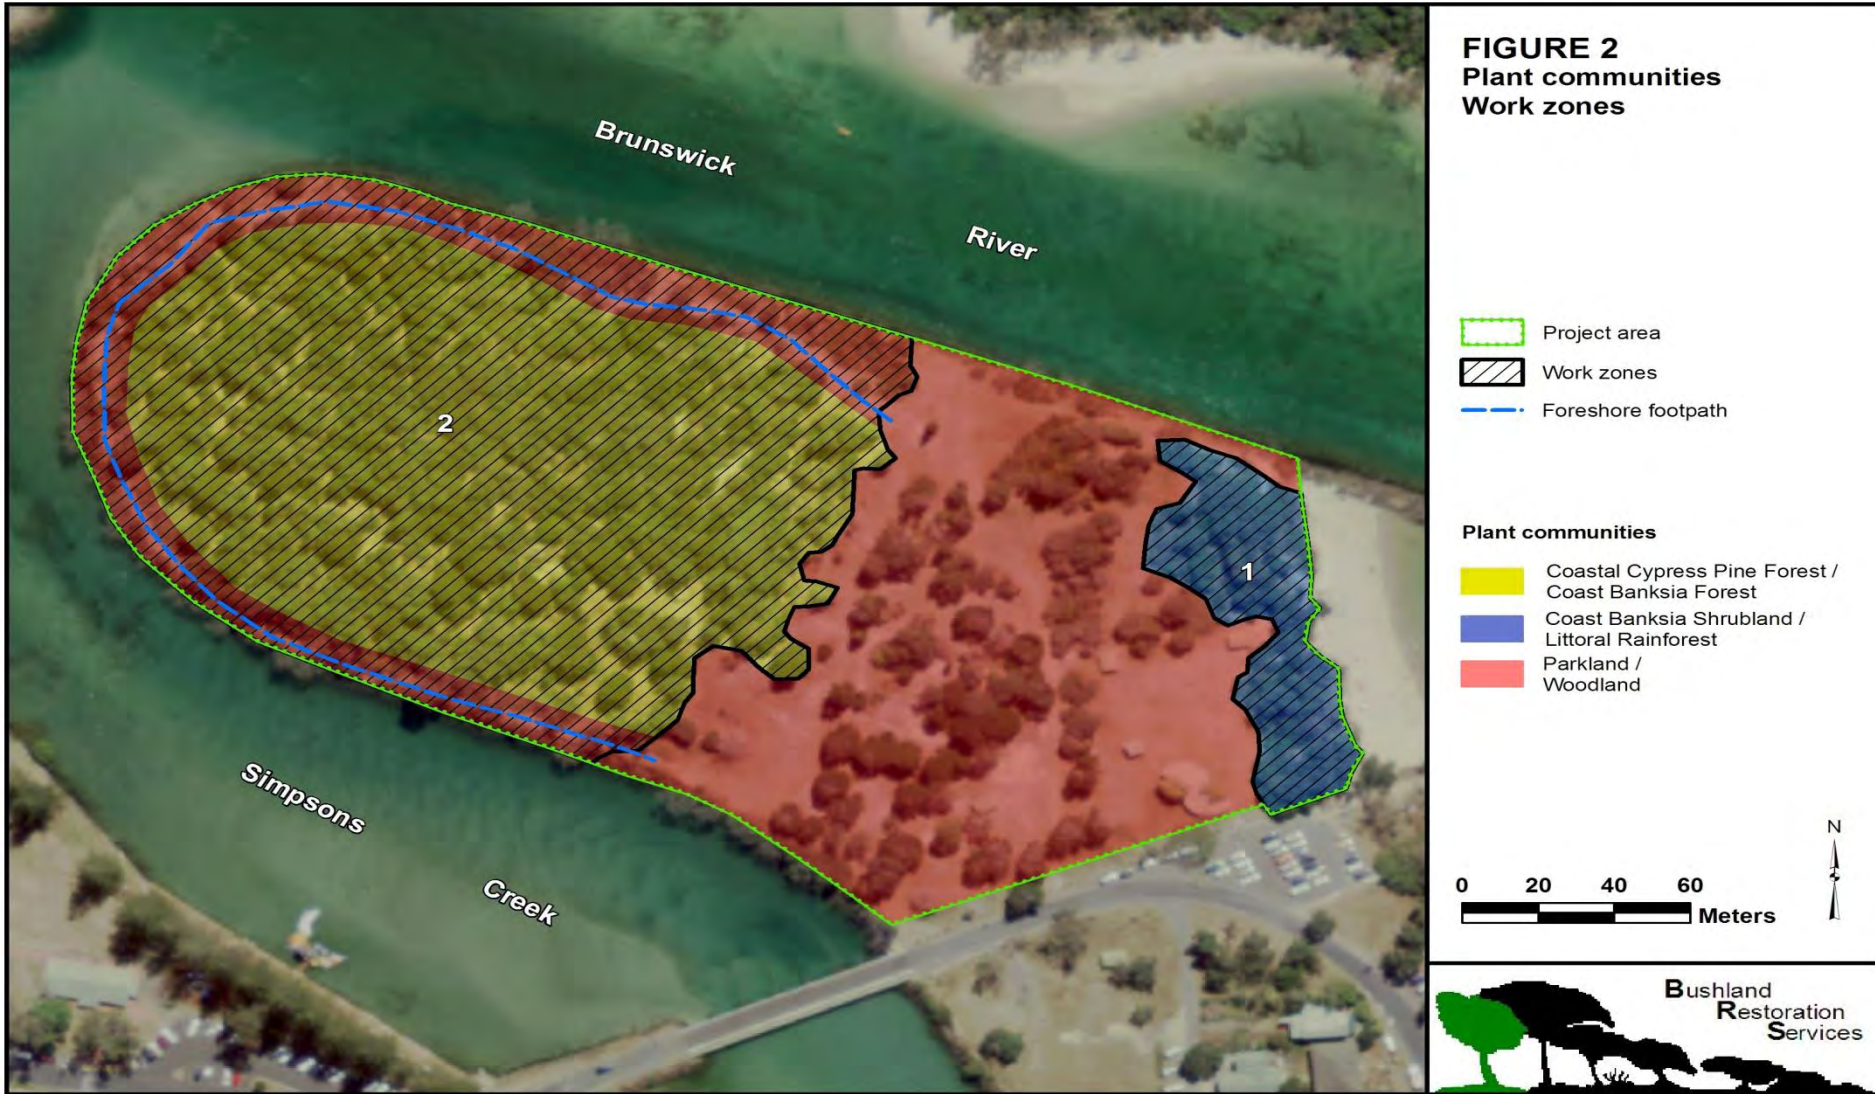 Brunswick
River
2
1
Simpsons
Creek
FIGURE 2
Plant communities
Work zones
Project area
Work zones
Foreshore footpath
Plant communities
Coastal Cypress Pine Forest /
Coast Banksia Forest
Coast Banksia Shrubland /
Littoral Rainforest
Parkland /
Woodland
N
0 20 40 60
Meters
Bushland
Restoration
Services